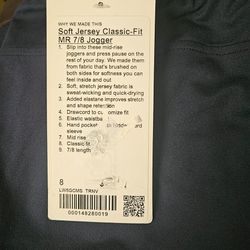 WHY WE MADE THIS
Soft Jersey Classic-Fit
MR 7/8 Jogger
1. Slip into these mid-rise
joggers and press pause on the
rest of your day. We made them
from fabric that's brushed on
both sides for softness you can
feel inside and out
2. Soft, stretch jersey fabric is
sweat-wicking and quick-drying
3. Added elastane improves stretch
and shape retention
4. Drawcord to customize fit
5. Elastic waistba
6. Hand pocket
sleeve
7. Mid rise
8. Classic fit
9. 7/8 length
8
LW5GCMS TRNV
000148280019